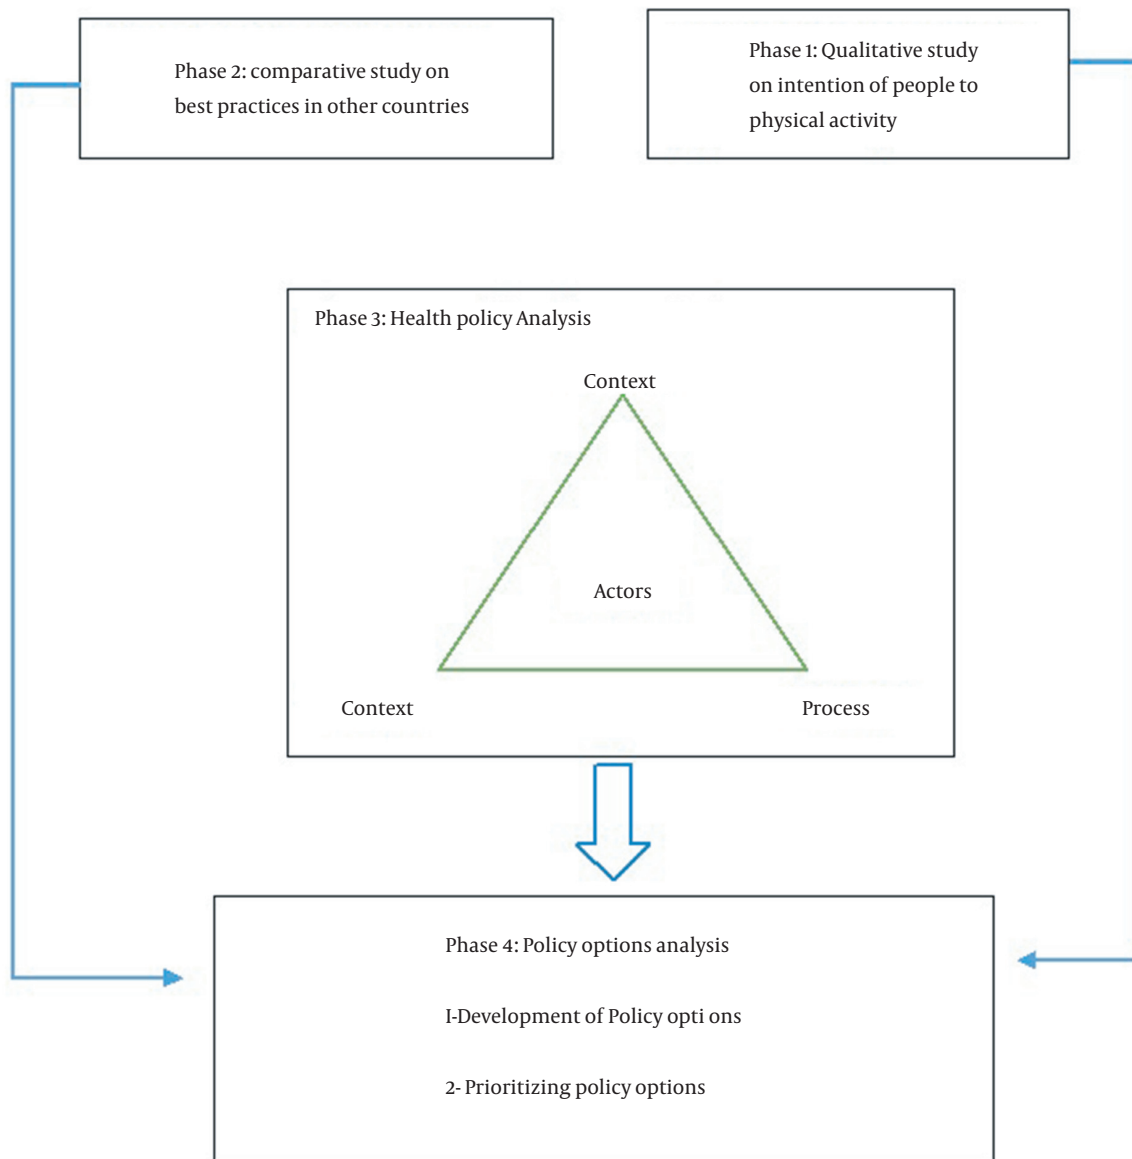 Phase 2: comparative study on
best practices in other countries
Phase 1: Qualitative study
on intention of people to
physical activity
Phase 3: Health policy Analysis
Context
Actors
Context
Process
Phase 4: Policy options analysis
I-Development of Policy opti ons
2- Prioritizing policy options